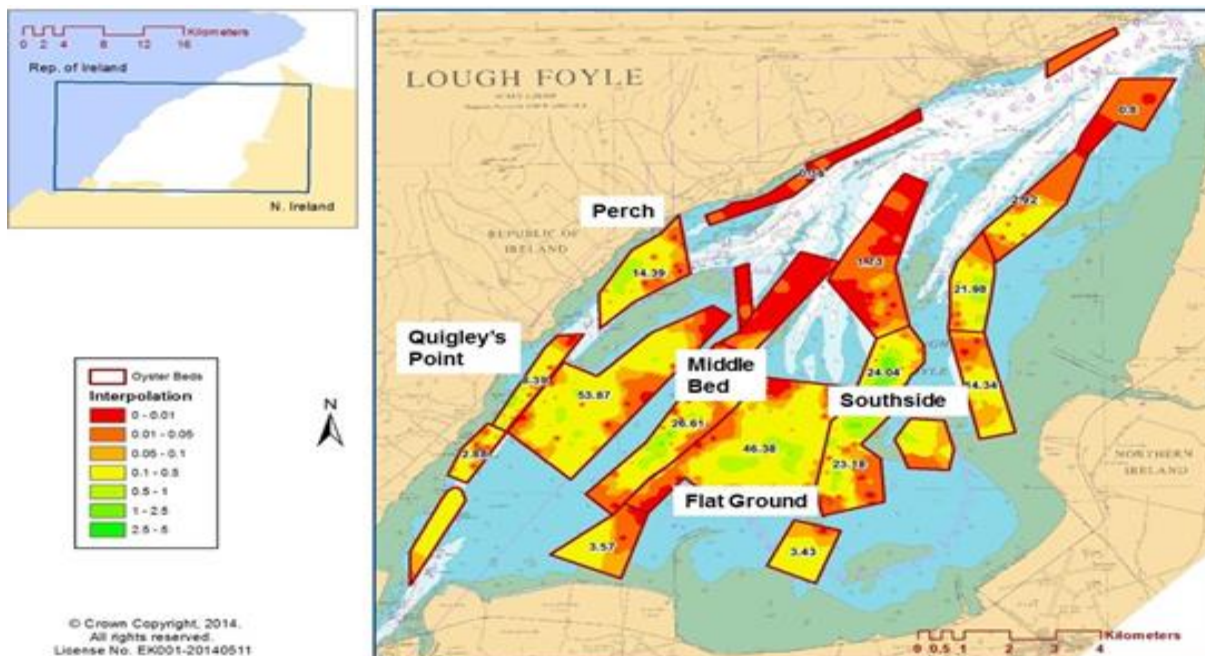 Kilometers
0 2 4 8 12 16
Rep. of Ireland
N. Ireland
N
Oyster Beds
Interpolation
0 - 0.01
0.01 - 0.05
0.05 - 0.1
0.1 - 0.5
0.5 - 1
1 - 2.5
2.5 - 5
© Crown Copyright, 2014.
All rights reserved.
License No. EK001-20140511
LOUGH FOYLE
0.8
2.92
Perch
REPUBLIC OF
IRELAND
14.39
21.98
Quigley's
Point
53.87
Middle
Bed
24.04
Southside
2.88
26.61
46.38
23.18
NORTHERN
IRELAND
Flat Ground
3.57
3.43
Kilometers
0 0.5 1 2 3 4